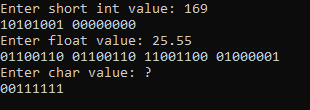 Enter short int value: 169
10101001 00000000
Enter float value: 25.55
01100110 01100110 11001100 01000001
Enter char value: ?
00111111